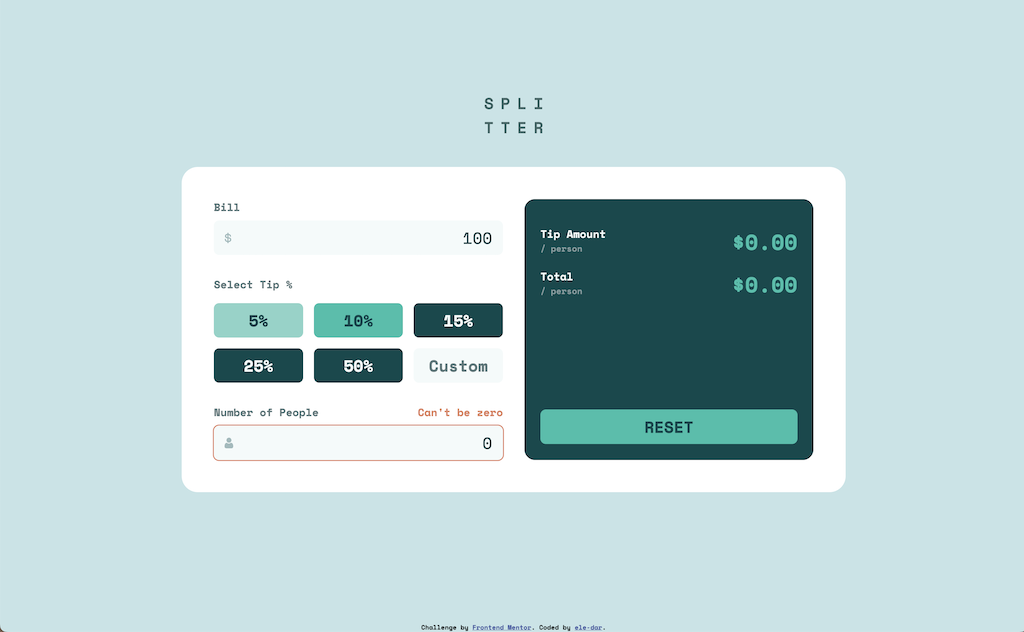 SPLI
TTER
Bill
$ 100
Select Tip %
5% 10% 15%
25% 50% Custom
Number of People Can't be zero
0
Tip Amount
/ person
$0.00
Total
/ person
$0.00
RESET
Challenge by Frontend Mentor. Coded by ele-dar.